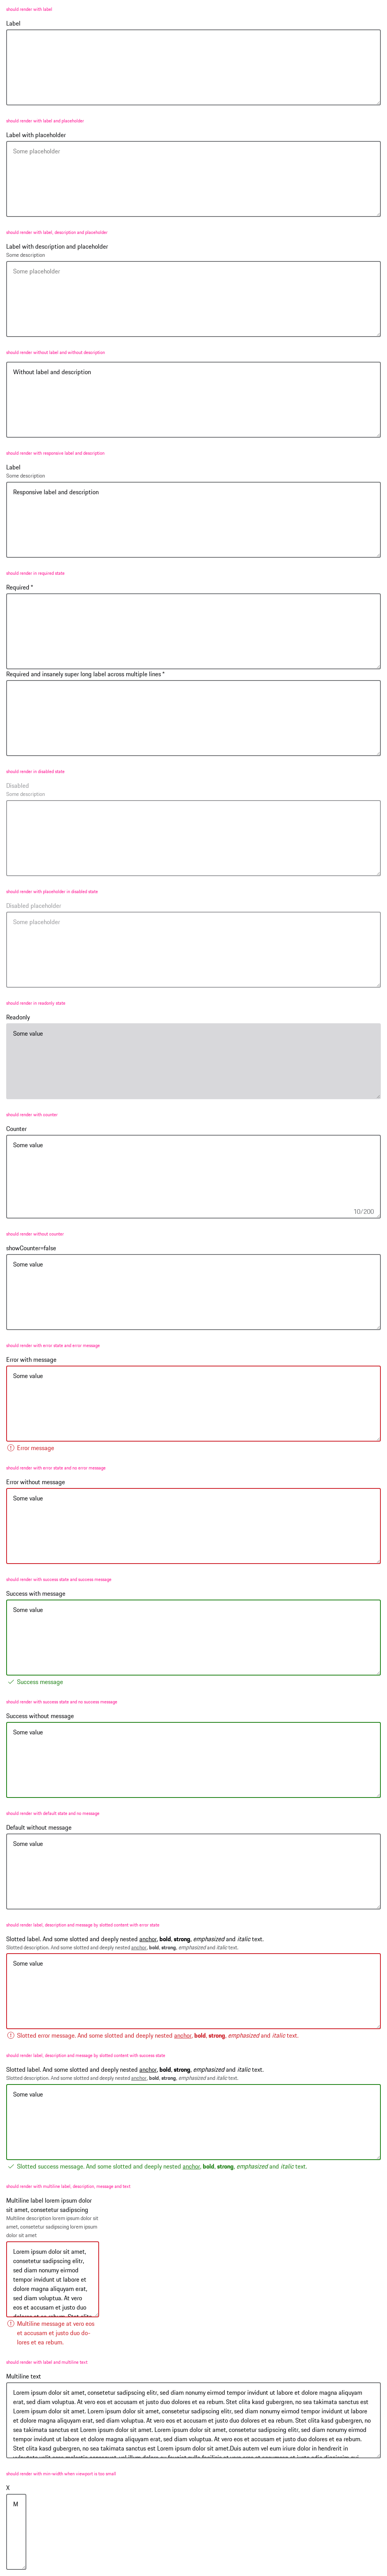 should render with label
Label
should render with label and placeholder
Label with placeholder
Some placeholder
should render with label, description and placeholder
Label with description and placeholder
Some description
Some placeholder
should render without label and without description
Without label and description
should render with responsive label and description
Label
Some description
Responsive label and description
should render in required state
Required *
Required and insanely super long label across multiple lines *
should render in disabled state
Disabled
Some description
should render with placeholder in disabled state
Disabled placeholder
Some placeholder
should render in readonly state
Readonly
Some value
should render with counter
Counter
Some value
10/200
should render without counter
showCounter=false
Some value
should render with error state and error message
Error with message
Some value
Error message
should render with error state and no error message
Error without message
Some value
should render with success state and success message
Success with message
Some value
Success message
should render with success state and no success message
Success without message
Some value
should render with default state and no message
Default without message
Some value
should render label, description and message by slotted content with error state
Slotted label. And some slotted and deeply nested anchor, bold, strong, emphasized and italic text.
Slotted description. And some slotted and deeply nested anchor, bold, strong, emphasized and italic text.
Some value
Slotted error message. And some slotted and deeply nested anchor, bold, strong, emphasized and italic text.
should render label, description and message by slotted content with success state
Slotted label. And some slotted and deeply nested anchor, bold, strong, emphasized and italic text.
Slotted description. And some slotted and deeply nested anchor, bold, strong, emphasized and italic text.
Some value
Slotted success message. And some slotted and deeply nested anchor, bold, strong, emphasized and italic text.
should render with multiline label, description, message and text
Multiline label lorem ipsum dolor
sit amet, consetetur sadipscing
Multiline description lorem ipsum dolor sit
amet, consetetur sadipscing lorem ipsum
dolor sit amet
Lorem ipsum dolor sit amet,
consetetur sadipscing elitr,
sed diam nonumy eirmod
tempor invidunt ut labore et
dolore magna aliquyam erat,
sed diam voluptua. At vero
eos et accusam et justo duo
dolores et ea rebum. Stet clita
Multiline message at vero eos
et accusam et justo duo do-
lores et ea rebum.
should render with label and multiline text
Multiline text
Lorem ipsum dolor sit amet, consetetur sadipscing elitr, sed diam nonumy eirmod tempor invidunt ut labore et dolore magna aliquyam
erat, sed diam voluptua. At vero eos et accusam et justo duo dolores et ea rebum. Stet clita kasd gubergren, no sea takimata sanctus est
Lorem ipsum dolor sit amet. Lorem ipsum dolor sit amet, consetetur sadipscing elitr, sed diam nonumy eirmod tempor invidunt ut labore
et dolore magna aliquyam erat, sed diam voluptua. At vero eos et accusam et justo duo dolores et ea rebum. Stet clita kasd gubergren, no
sea takimata sanctus est Lorem ipsum dolor sit amet. Lorem ipsum dolor sit amet, consetetur sadipscing elitr, sed diam nonumy eirmod
tempor invidunt ut labore et dolore magna aliquyam erat, sed diam voluptua. At vero eos et accusam et justo duo dolores et ea rebum.
Stet clita kasd gubergren, no sea takimata sanctus est Lorem ipsum dolor sit amet.Duis autem vel eum iriure dolor in hendrerit in
vulputate velit esse molestie consequat, vel illum dolore eu feugiat nulla facilisis at vero eros et accumsan et iusto odio dignissim qui
should render with min-width when viewport is too small
X
M